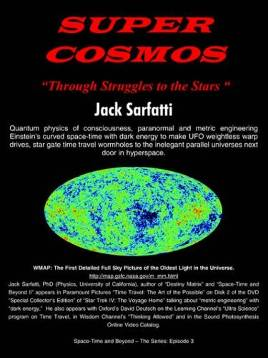 SUPER
COSMOS
“Through Struggles to the Stars “
Jack Sarfatti
Quantum physics of consciousness, paranormal and metric engineering
Einstein's curved space-time with dark energy to make UFO weightless warp
drives, star gate time travel wormholes to the inelegant parallel universes next
door in hyperspace.
WMAP: The First Detailed Full Sky Picture of the Oldest Light in the Universe.
http://map.gsfc.nasa.gov/m_mm.html
Jack Sarfatti, PhD (Physics, University of California), author of "Destiny Matrix" and "Space-Time and
Beyond II" appears in Paramount Pictures "Time Travel: The Art of the Possible" on Disk 2 of the DVD
"Special Collector's Edition" of "Star Trek IV: The Voyage Home" talking about "metric engineering" with
"dark energy." He also appears with Oxford's David Deutsch on the Learning Channel's "Ultra Science"
program on Time Travel, in Wisdom Channel's "Thinking Allowed" and in the Sound Photosynthesis
Online Video Catalog.
Space-Time and Beyond – The Series: Episode 3